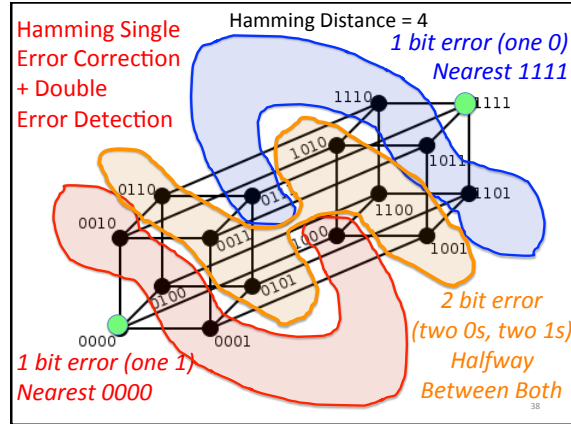 Hamming Single
Error Correction
+ Double
Error Detection
Hamming Distance = 4
1 bit error (one 0)
Nearest 1111
1110
1111
1010
1011
0110
0111
1101
1100
0010
0011
1000
1001
0100
0101
0000
0001
1 bit error (one 1)
Nearest 0000
2 bit error
(two 0s, two 1s)
Halfway
Between Both
38